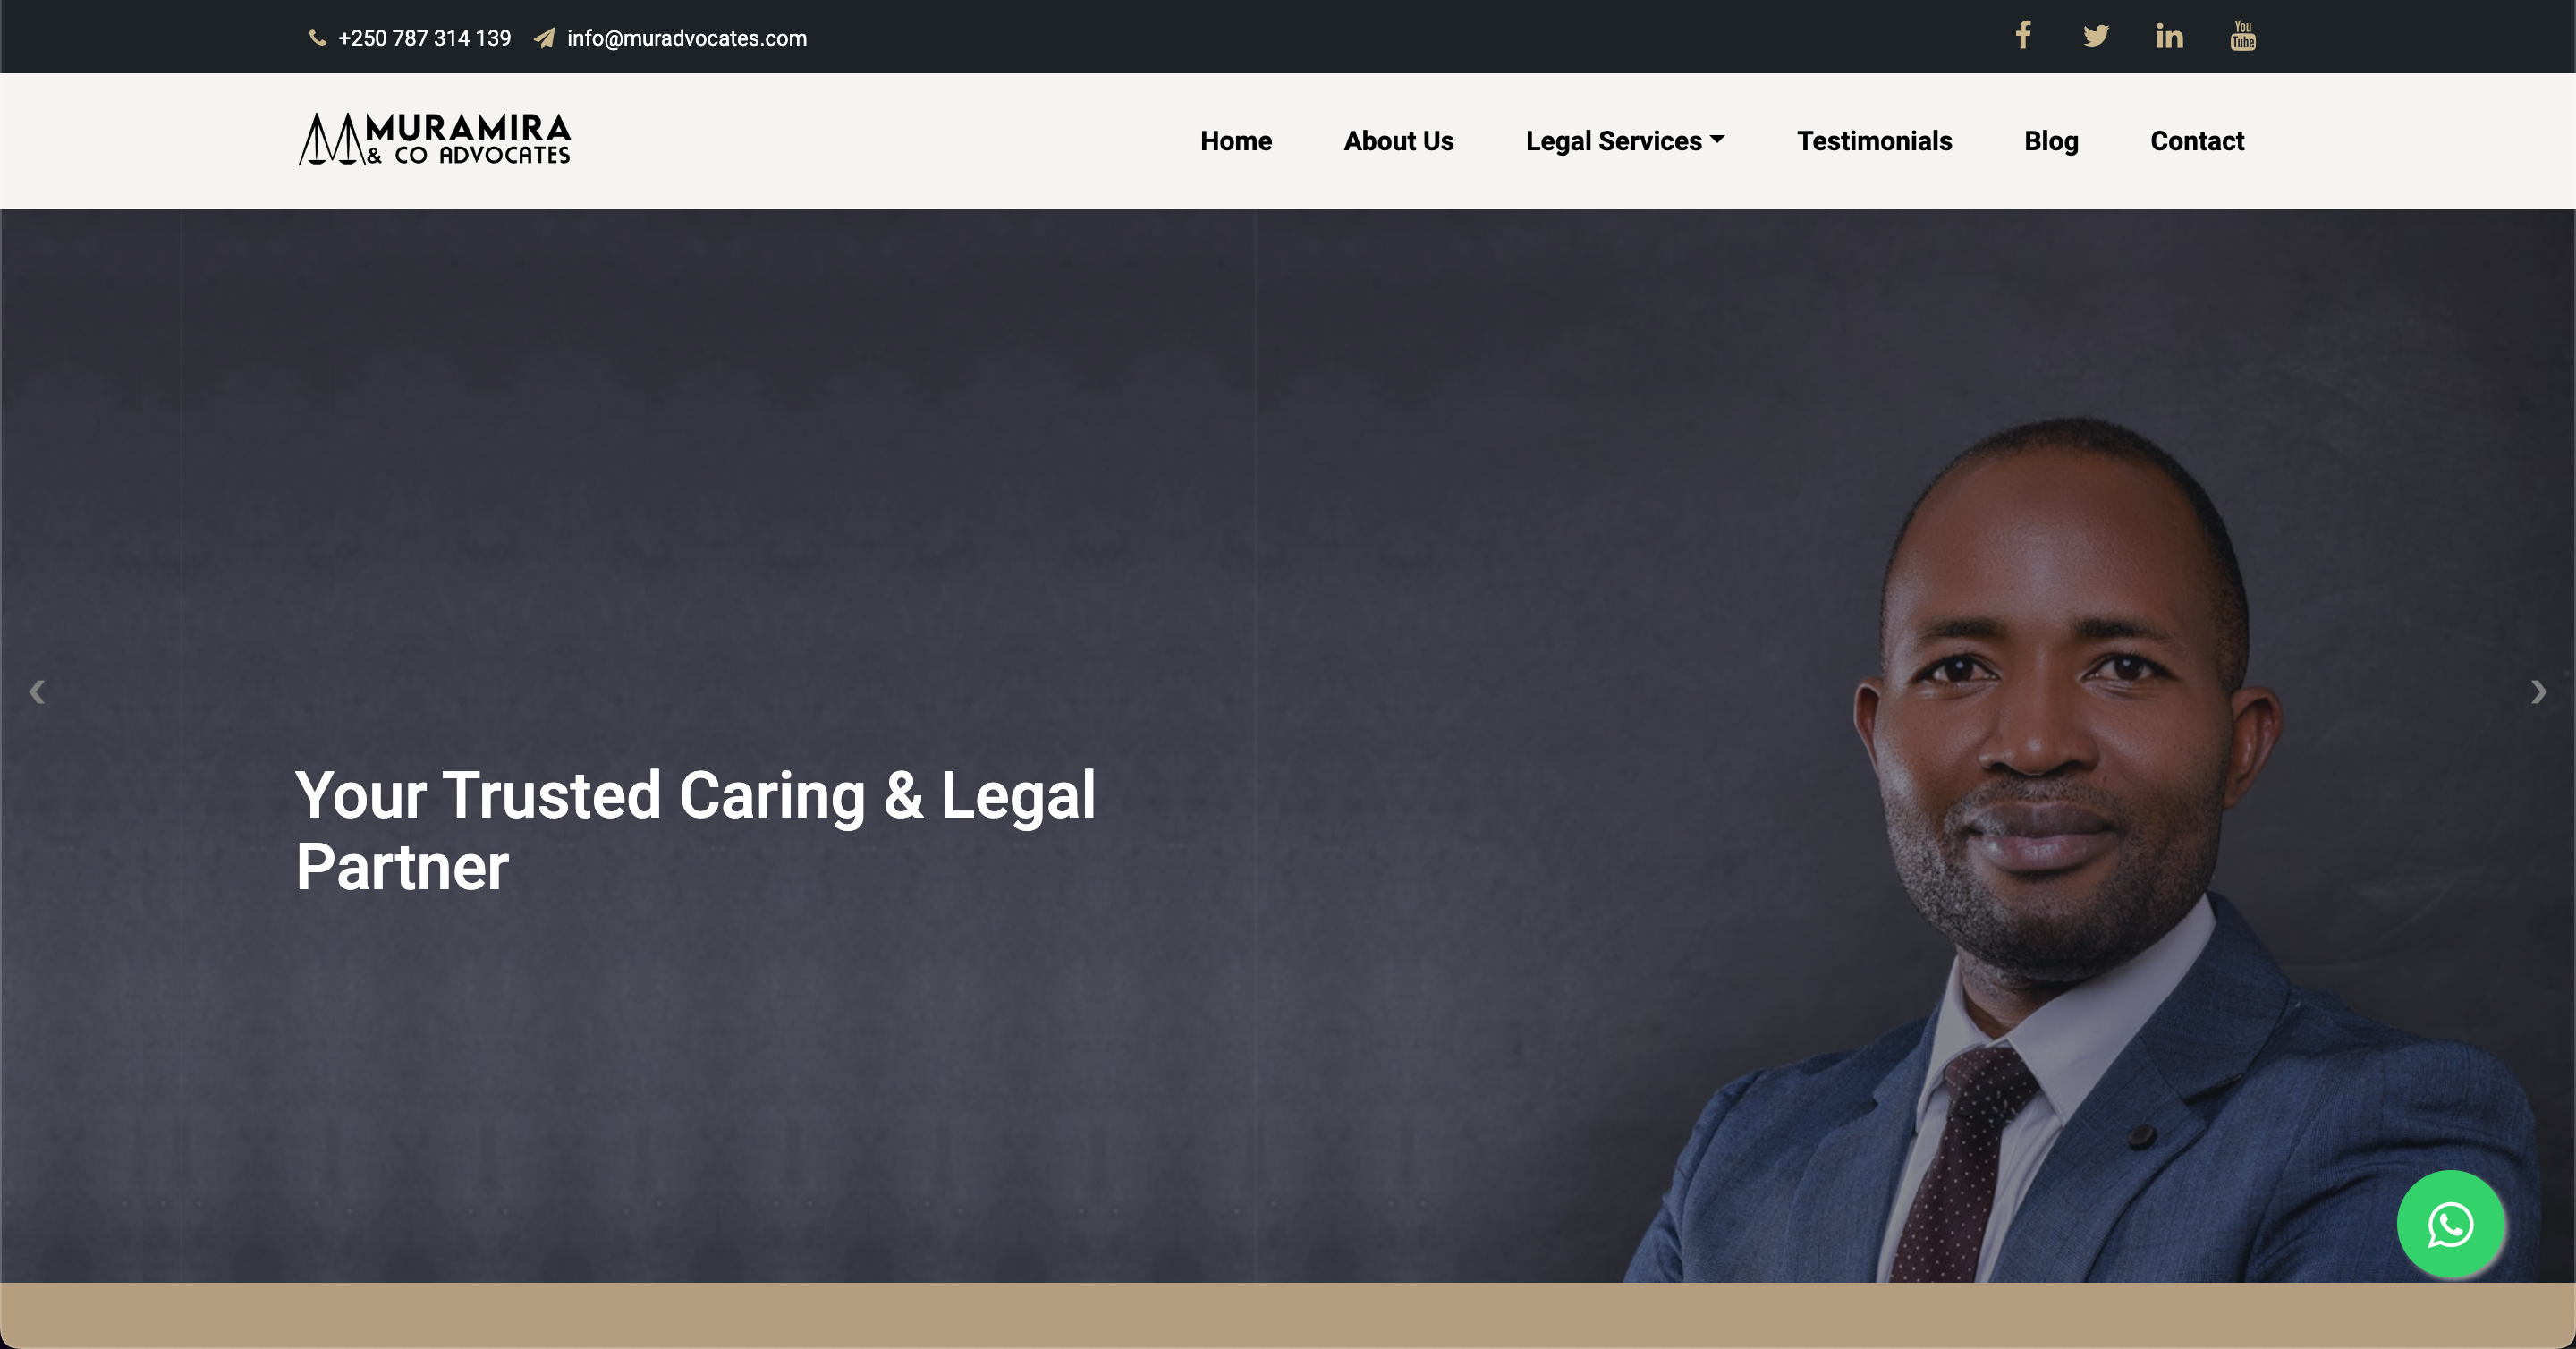 +250 787 314 139 info@muradvocates.com
You
Tube
MURAMIRA
& CO ADVOCATES
Home About Us Legal Services Testimonials Blog Contact
Your Trusted Caring & Legal
Partner